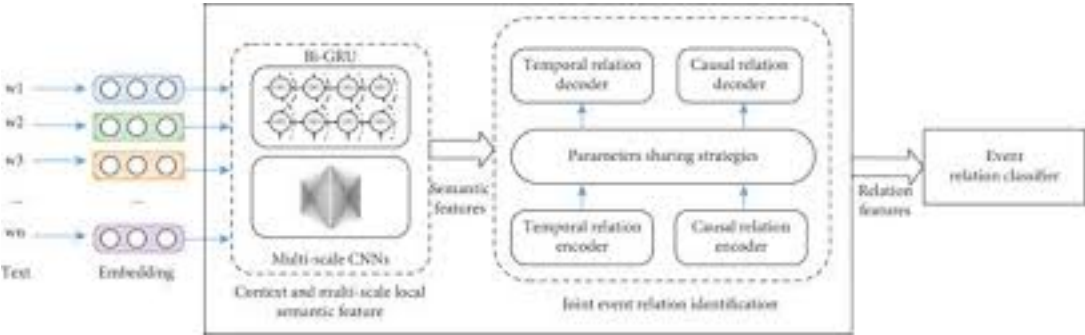 w1
w2
w3
...
wn
Text
...
Embedding
Bi-GRU
Multi-scale CNNs
Context and multi-scale local
semantic feature
Semantic
features
Temporal relation
decoder
Causal relation
decoder
Parameters sharing strategies
Temporal relation
encoder
Causal relation
encoder
Joint event relation identification
Relation
features
Event
relation classifier